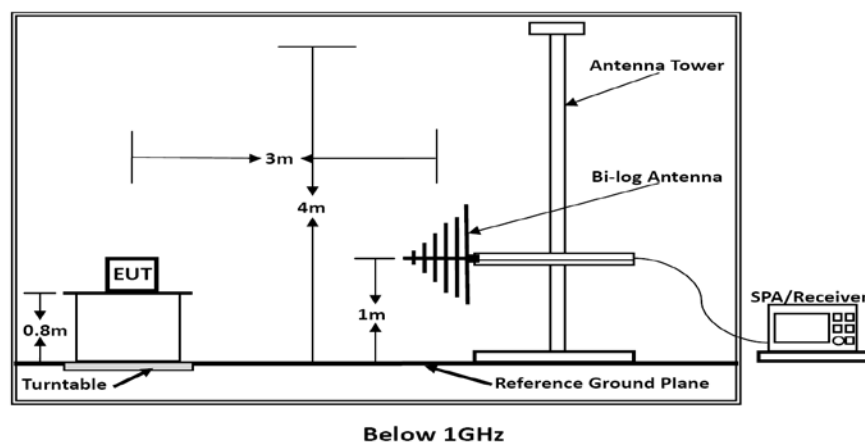 Antenna Tower
3m
Bi-log Antenna
4m
EUT
SPA/Receiver
0.8m
1m
Turntable
Reference Ground Plane
Below 1GHz